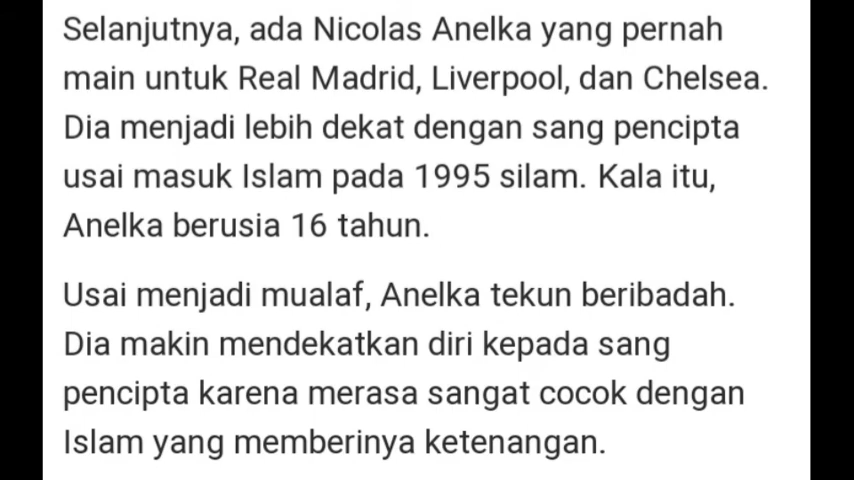 Selanjutnya, ada Nicolas Anelka yang pernah
main untuk Real Madrid, Liverpool, dan Chelsea.
Dia menjadi lebih dekat dengan sang pencipta
usai masuk Islam pada 1995 silam. Kala itu,
Anelka berusia 16 tahun.
Usai menjadi mualaf, Anelka tekun beribadah.
Dia makin mendekatkan diri kepada sang
pencipta karena merasa sangat cocok dengan
Islam yang memberinya ketenangan.